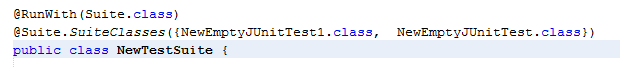 @RunWith(Suite.class)
@Suite.SuiteClasses({NewEmptyJUnitTest1.class,  NewEmptyJUnitTest.class})
public class NewTestSuite {